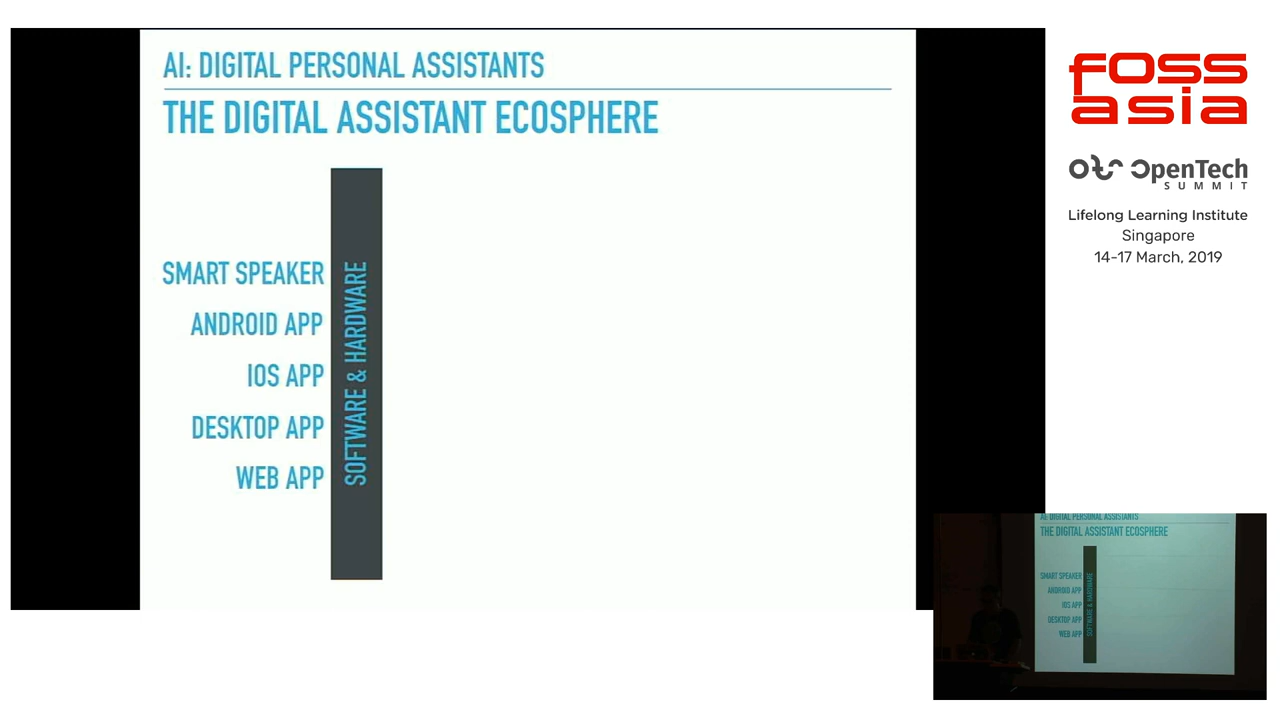 AI: DIGITAL PERSONAL ASSISTANTS
THE DIGITAL ASSISTANT ECOSPHERE
SMART SPEAKER
ANDROID APP
IOS APP
DESKTOP APP
WEB APP
SOFTWARE & HARDWARE
FOSS
asia
OpenTech
SUMMIT
Lifelong Learning Institute
Singapore
14-17 March, 2019
AI: DIGITAL PERSONAL ASSISTANTS
THE DIGITAL ASSISTANT ECOSPHERE
SMART SPEAKER
ANDROID APP
IOS APP
DESKTOP APP
WEB APP
SOFTWARE & HARDWARE